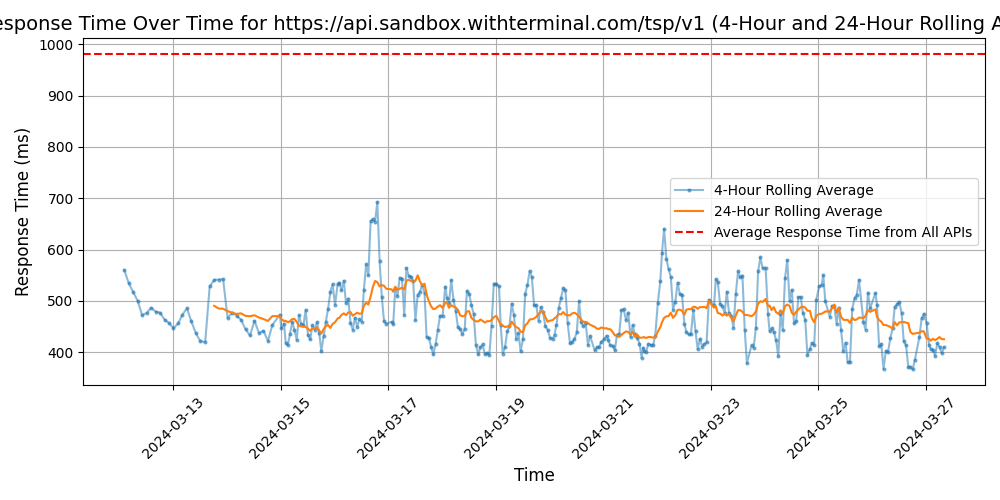 esponse Time Over Time for https://api.sandbox.withterminal.com/tsp/v1 (4-Hour and 24-Hour Rolling A
Response Time (ms)
1000
900
800
700
600
500
400
4-Hour Rolling Average
24-Hour Rolling Average
Average Response Time from All APIs
2024-03-13
2024-03-15
2024-03-17
2024-03-19
2024-03-21
2024-03-23
2024-03-25
2024-03-27
Time